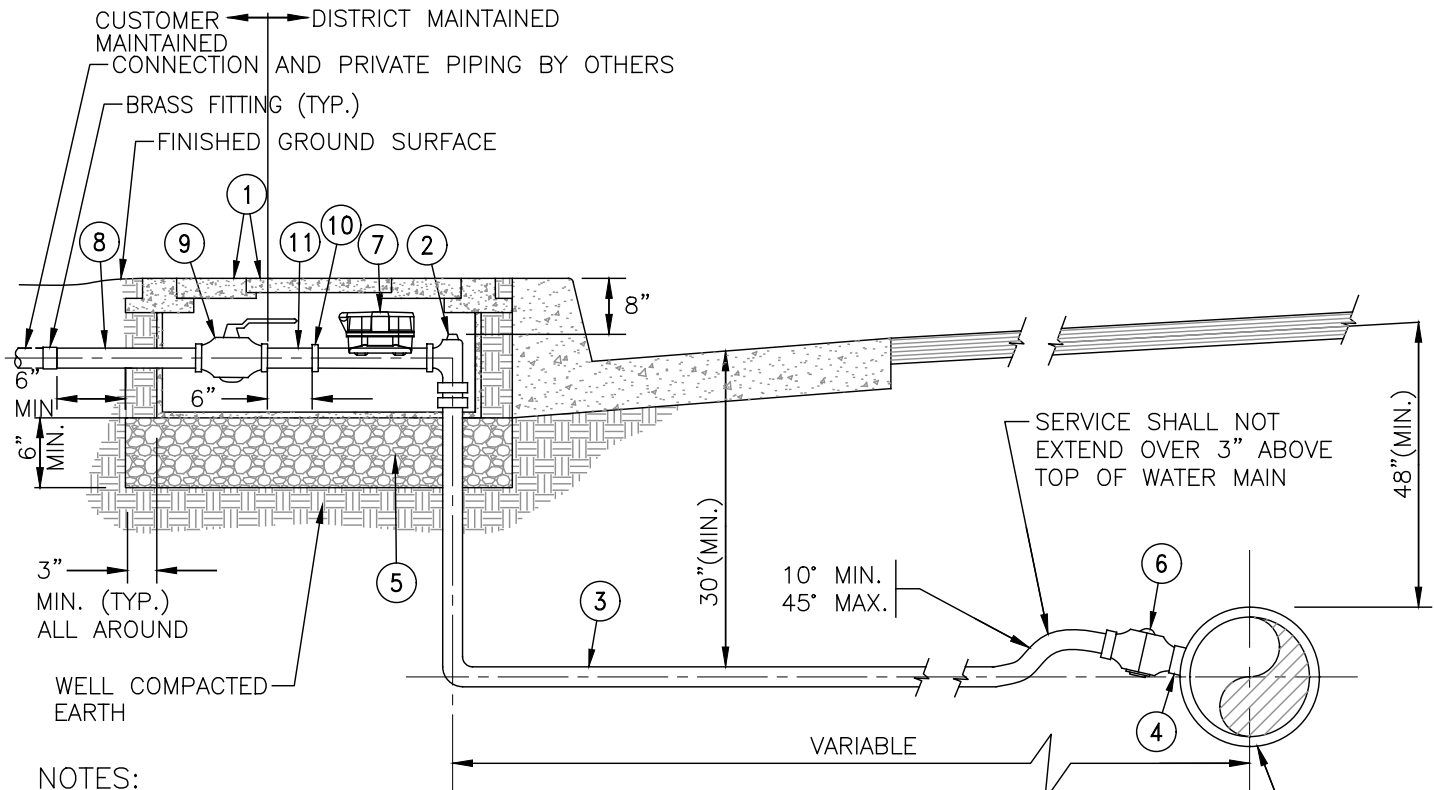 CUSTOMER
MAINTAINED
DISTRICT MAINTAINED
CONNECTION AND PRIVATE PIPING BY OTHERS
BRASS FITTING (TYP.)
FINISHED GROUND SURFACE
1
8
9
11
10
7
2
8”
6”
MIN
6”
6”
MIN.
SERVICE SHALL NOT
EXTEND OVER 3” ABOVE
TOP OF WATER MAIN
48”(MIN.)
30”(MIN.)
3”
MIN. (TYP.)
ALL AROUND
5
3
10° MIN.
45° MAX.
6
WELL COMPACTED
EARTH
4
VARIABLE
NOTES: